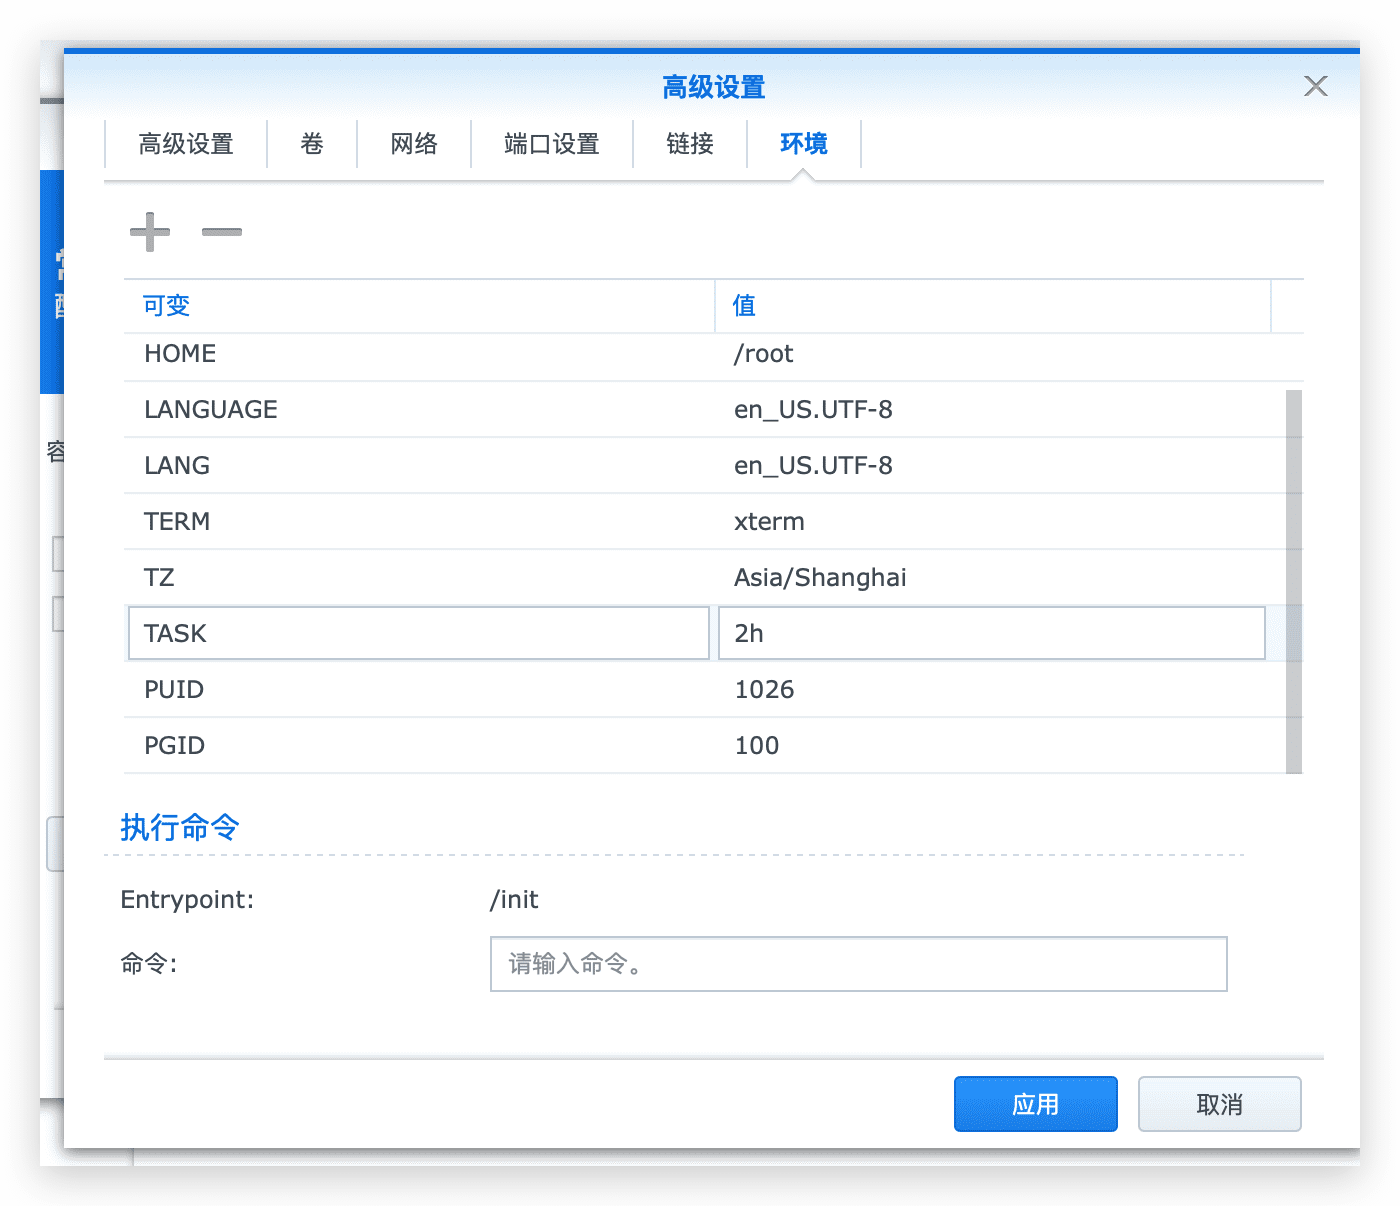 高级设置
高级设置 卷 网络 端口设置 链接 环境
可变 值
HOME /root
LANGUAGE en_US.UTF-8
LANG en_US.UTF-8
TERM xterm
TZ Asia/Shanghai
TASK 2h
PUID 1026
PGID 100
执行命令
Entrypoint: /init
命令: 请输入命令。
应用 取消